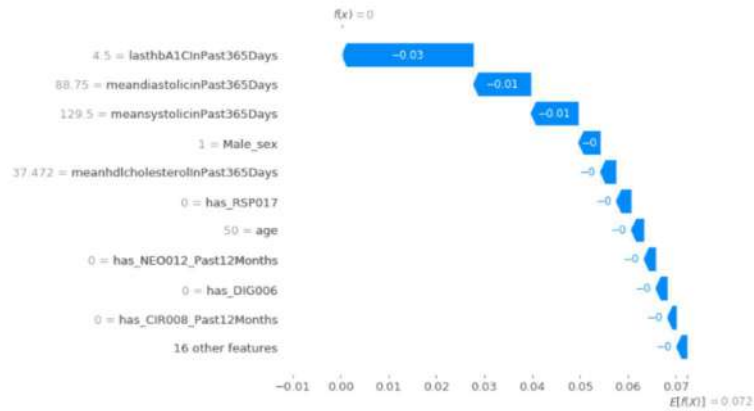 f(x) = 0
4.5 = lasthbA1CInPast365Days
−0.03
88.75 = meandiastolicinPast365Days
−0.01
129.5 = meansystolicinPast365Days
−0.01
1 = Male_sex
−0
37.472 = meanhdlcholesterolInPast365Days
−0
0 = has_RSP017
−0
50 = age
−0
0 = has_NEO012_Past12Months
−0
0 = has_DIG006
−0
0 = has_CIR008_Past12Months
−0
16 other features
−0
−0.01 0.00 0.01 0.02 0.03 0.04 0.05 0.06 0.07
E[f(X)] = 0.072